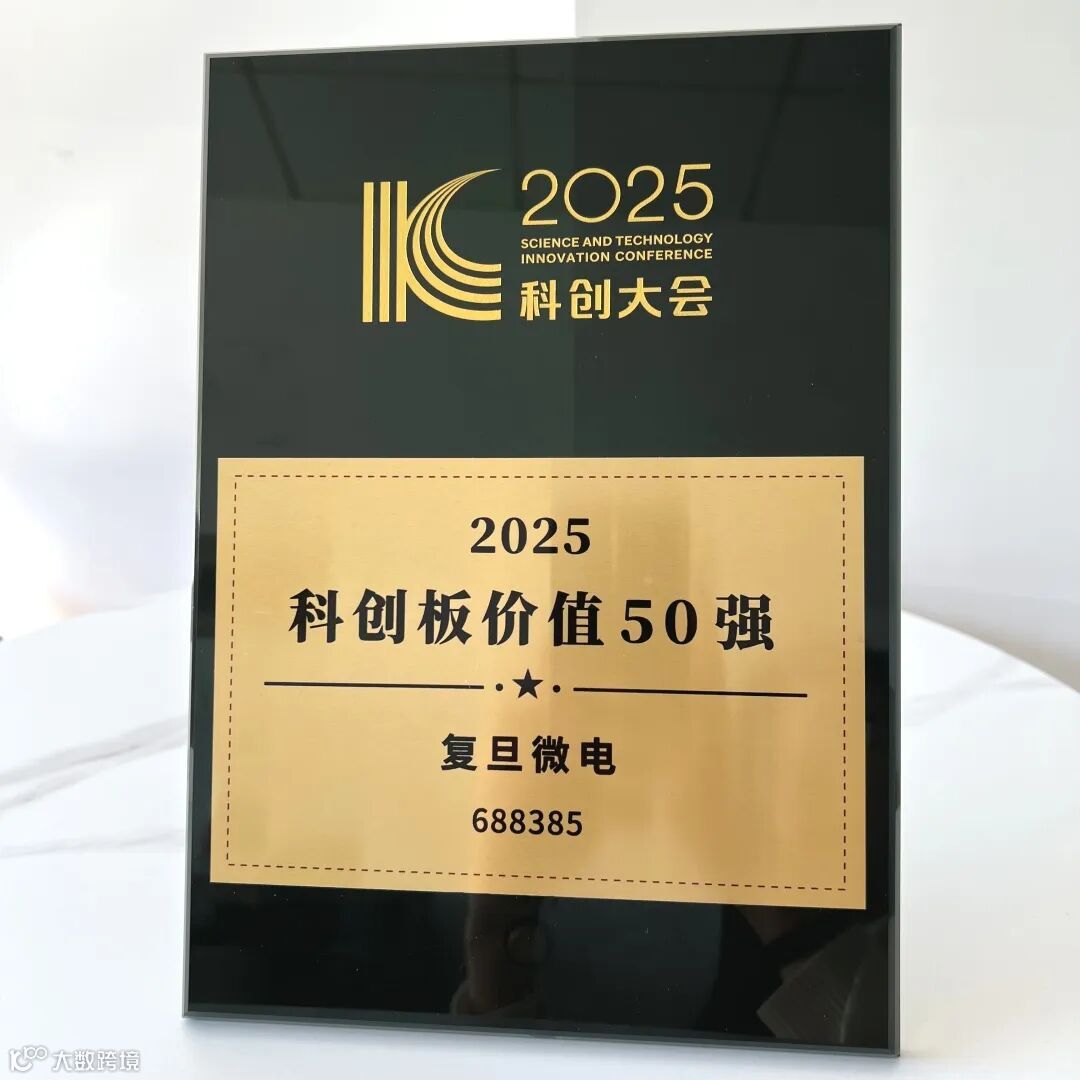 2025
SCIENCE AND TECHNOLOGY
INNOVATION CONFERENCE
科创大会
2025
科创板价值50强
复旦微电
688385
大数跨境